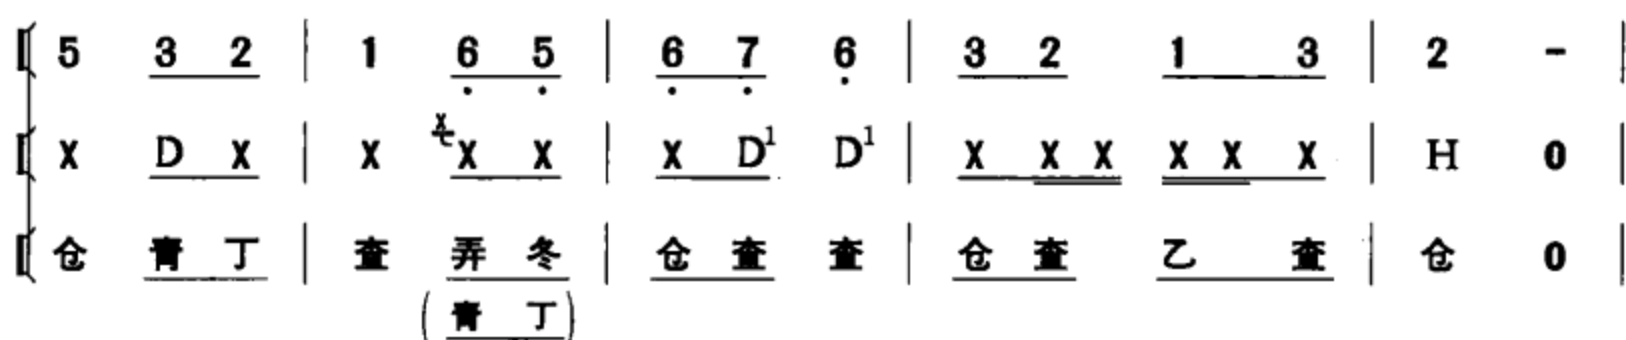 5 3 2 | 1 6 5 | 6 7 6 | 3 2 1 3 | 2 - |
X D X | X X X X | X D¹ D¹ | X X X X X X | H 0 |
仓 青 丁 | 查 弄 冬 | 仓 查 查 | 仓 查 乙 查 | 仓 0 |
(青 丁)